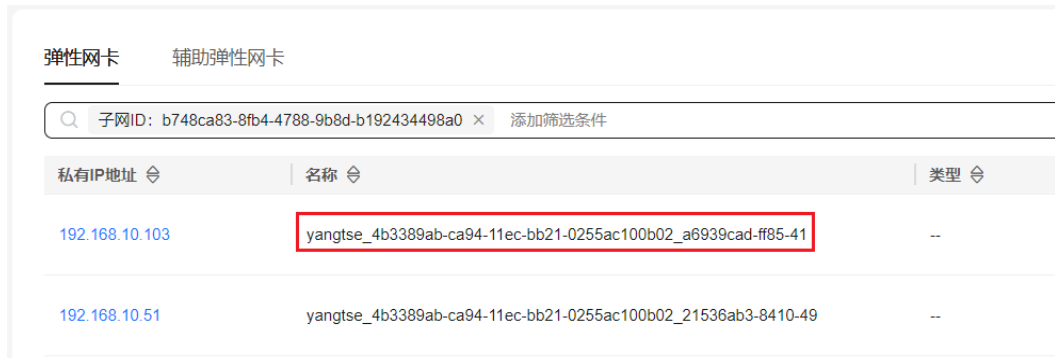 弹性网卡 辅助弹性网卡
子网ID：b748ca83-8fb4-4788-9b8d-b192434498a0 × 添加筛选条件
私有IP地址 名称 类型
192.168.10.103 yangtse_4b3389ab-ca94-11ec-bb21-0255ac100b02_a6939cad-ff85-41 --
192.168.10.51 yangtse_4b3389ab-ca94-11ec-bb21-0255ac100b02_21536ab3-8410-49 --